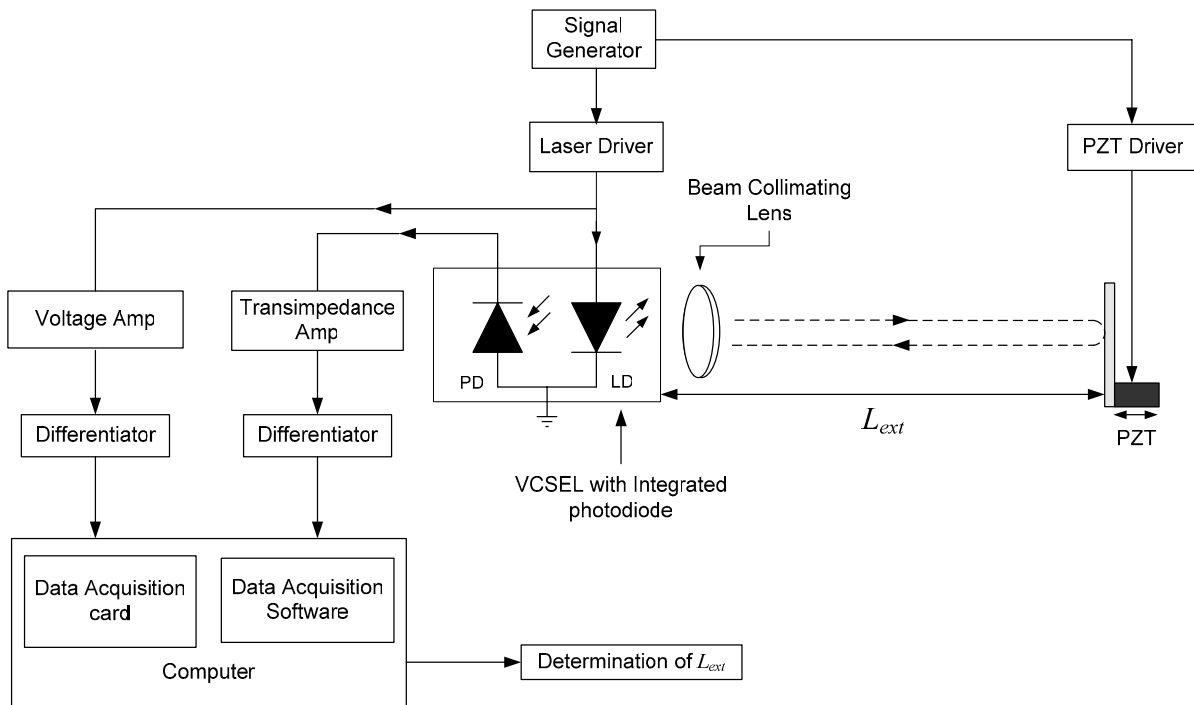 Signal
Generator
Laser Driver
PZT Driver
Beam Collimating
Lens
Voltage Amp
Transimpedance
Amp
PD
LD
L_ext
PZT
Differentiator
Differentiator
VCSEL with Integrated
photodiode
Data Acquisition
card
Data Acquisition
Software
Computer
Determination of L_ext